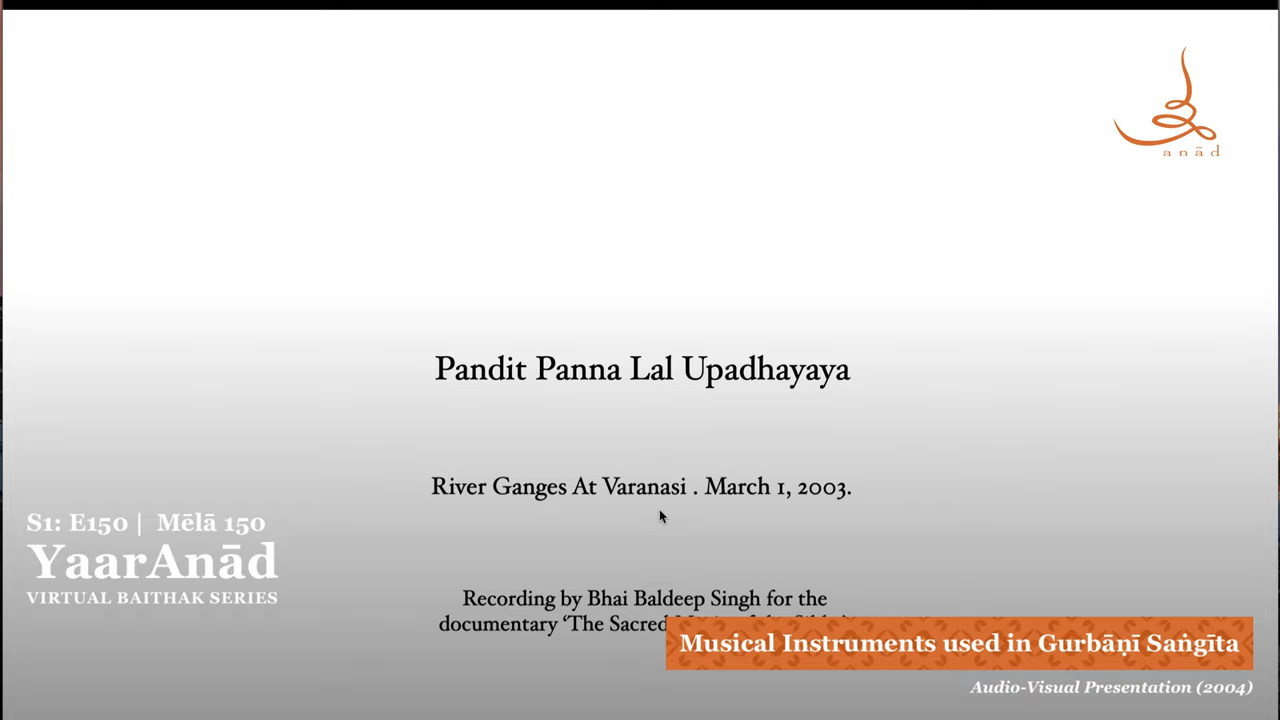 anād
Pandit Panna Lal Upadhayaya
River Ganges At Varanasi . March 1, 2003.
S1: E150 | Mēlā 150
YaarAnād
VIRTUAL BAITHAK SERIES
Recording by Bhai Baldeep Singh for the
documentary ‘The Sacred
Musical Instruments used in Gurbāṇī Saṅgīta
Audio-Visual Presentation (2004)